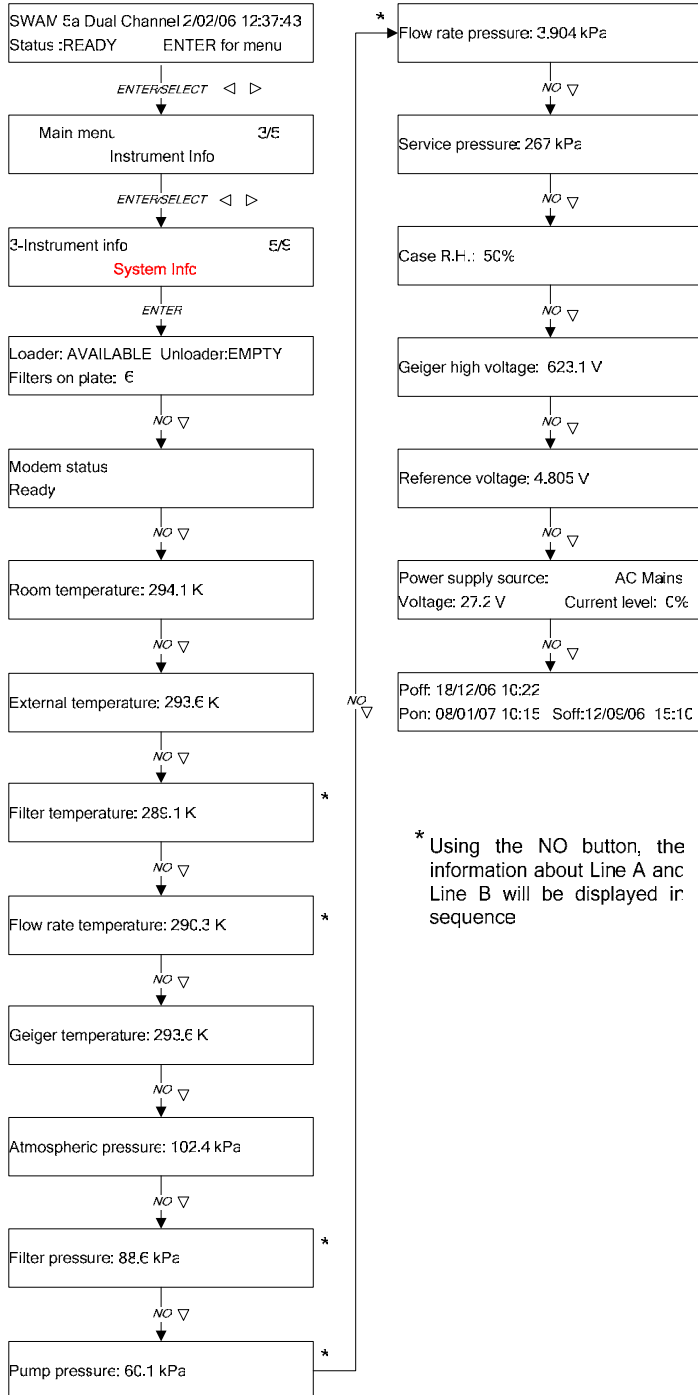 SWAM 5a Dual Channel 2/02/06 12:37:43
Status :READY ENTER for menu
ENTER/SELECT ◁ ▷
Main menu 3/5
Instrument Info
ENTER/SELECT ◁ ▷
3-Instrument info 5/9
System Info
ENTER
Loader: AVAILABLE Unloader:EMPTY
Filters on plate: 6
NO ▽
Modem status
Ready
NO ▽
Room temperature: 294.1 K
NO ▽
External temperature: 293.6 K
NO ▽
Filter temperature: 289.1 K *
NO ▽
Flow rate temperature: 290.3 K *
NO ▽
Geiger temperature: 293.6 K
NO ▽
Atmospheric pressure: 102.4 kPa
NO ▽
Filter pressure: 88.6 kPa *
NO ▽
Pump pressure: 60.1 kPa *
NO ▽
* Flow rate pressure: 3.904 kPa
NO ▽
Service pressure: 267 kPa
NO ▽
Case R.H.: 50%
NO ▽
Geiger high voltage: 623.1 V
NO ▽
Reference voltage: 4.805 V
NO ▽
Power supply source: AC Mains
Voltage: 27.2 V Current level: 0%
NO ▽
Poff: 18/12/06 10:22
Pon: 08/01/07 10:15 Soff:12/09/06 15:10
* Using the NO button, the
information about Line A and
Line B will be displayed in
sequence